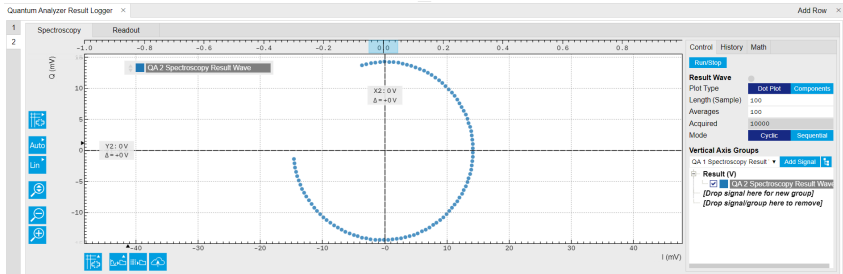 Quantum Analyzer Result Logger ×
Add Row ×
1
2
Spectroscopy Readout
-1.0 -0.8 -0.6 -0.4 0.0 0.2 0.4 0.6 0.8
Q (mV)
15
10
5
0
-5
-10
QA 2 Spectroscopy Result Wave
X2: 0 V
Δ=+0 V
Y2: 0 V
Δ=+0 V
Auto
Lin
-40 -30 -20 -10 0 10 20 30 40
I (mV)
Control History Math
Run/Stop
Result Wave
Plot Type Dot Plot Components
Length (Sample) 100
Averages 100
Acquired 10000
Mode Cyclic Sequential
Vertical Axis Groups
QA 1 Spectroscopy Result ▼ Add Signal
Result (V)
QA 2 Spectroscopy Result Wave
[Drop signal here for new group]
[Drop signal/group here to remove]